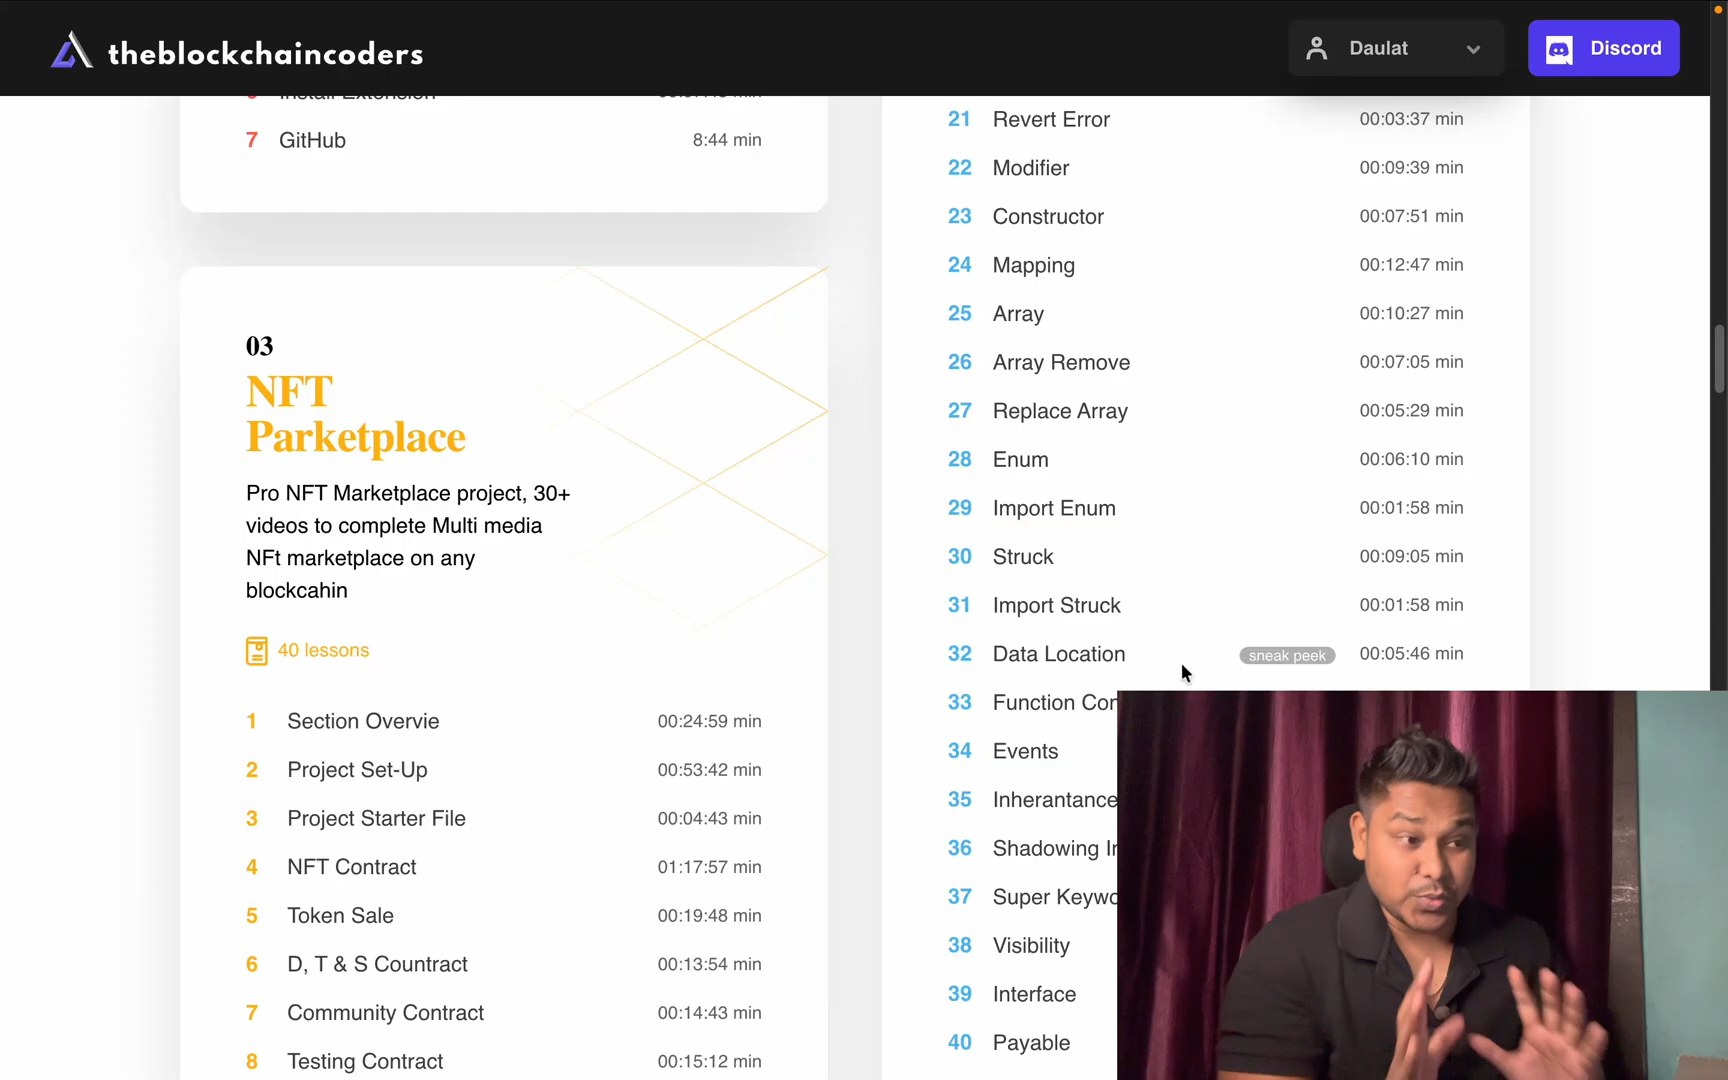 theblockchaincoders
Daulat
Discord
Install Extension
7 GitHub 8:44 min
03
NFT
Parketplace
Pro NFT Marketplace project, 30+
videos to complete Multi media
NFt marketplace on any
blockcahin
40 lessons
1 Section Overvie 00:24:59 min
2 Project Set-Up 00:53:42 min
3 Project Starter File 00:04:43 min
4 NFT Contract 01:17:57 min
5 Token Sale 00:19:48 min
6 D, T & S Countract 00:13:54 min
7 Community Contract 00:14:43 min
8 Testing Contract 00:15:12 min
21 Revert Error 00:03:37 min
22 Modifier 00:09:39 min
23 Constructor 00:07:51 min
24 Mapping 00:12:47 min
25 Array 00:10:27 min
26 Array Remove 00:07:05 min
27 Replace Array 00:05:29 min
28 Enum 00:06:10 min
29 Import Enum 00:01:58 min
30 Struck 00:09:05 min
31 Import Struck 00:01:58 min
32 Data Location sneak peek 00:05:46 min
33 Function Con
34 Events
35 Inherantance
36 Shadowing In
37 Super Keywo
38 Visibility
39 Interface
40 Payable